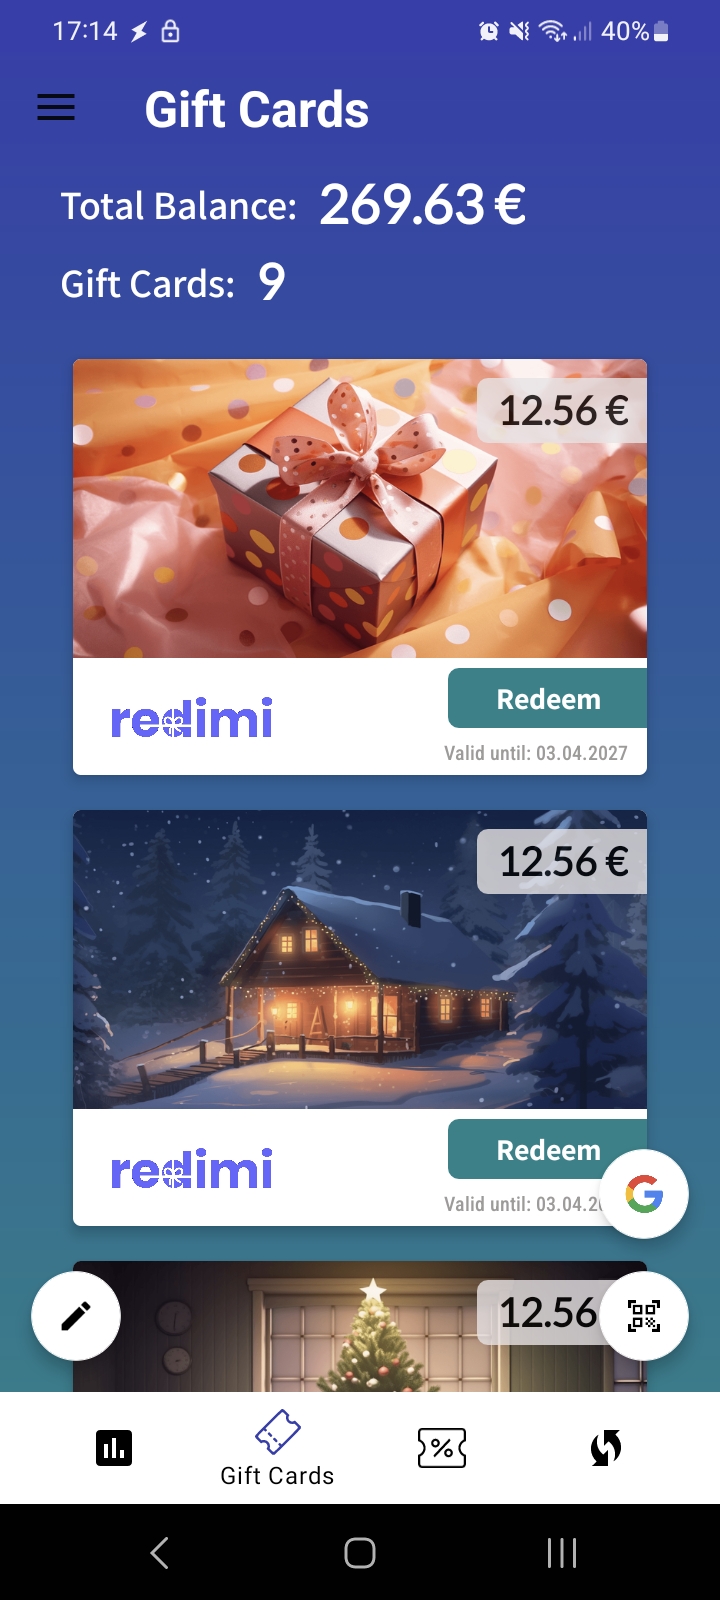 17:14 40%
Gift Cards
Total Balance: 269.63 €
Gift Cards: 9
12.56 €
redimi
Redeem
Valid until: 03.04.2027
12.56 €
redimi
Redeem
Valid until: 03.04.2
12.56
Gift Cards